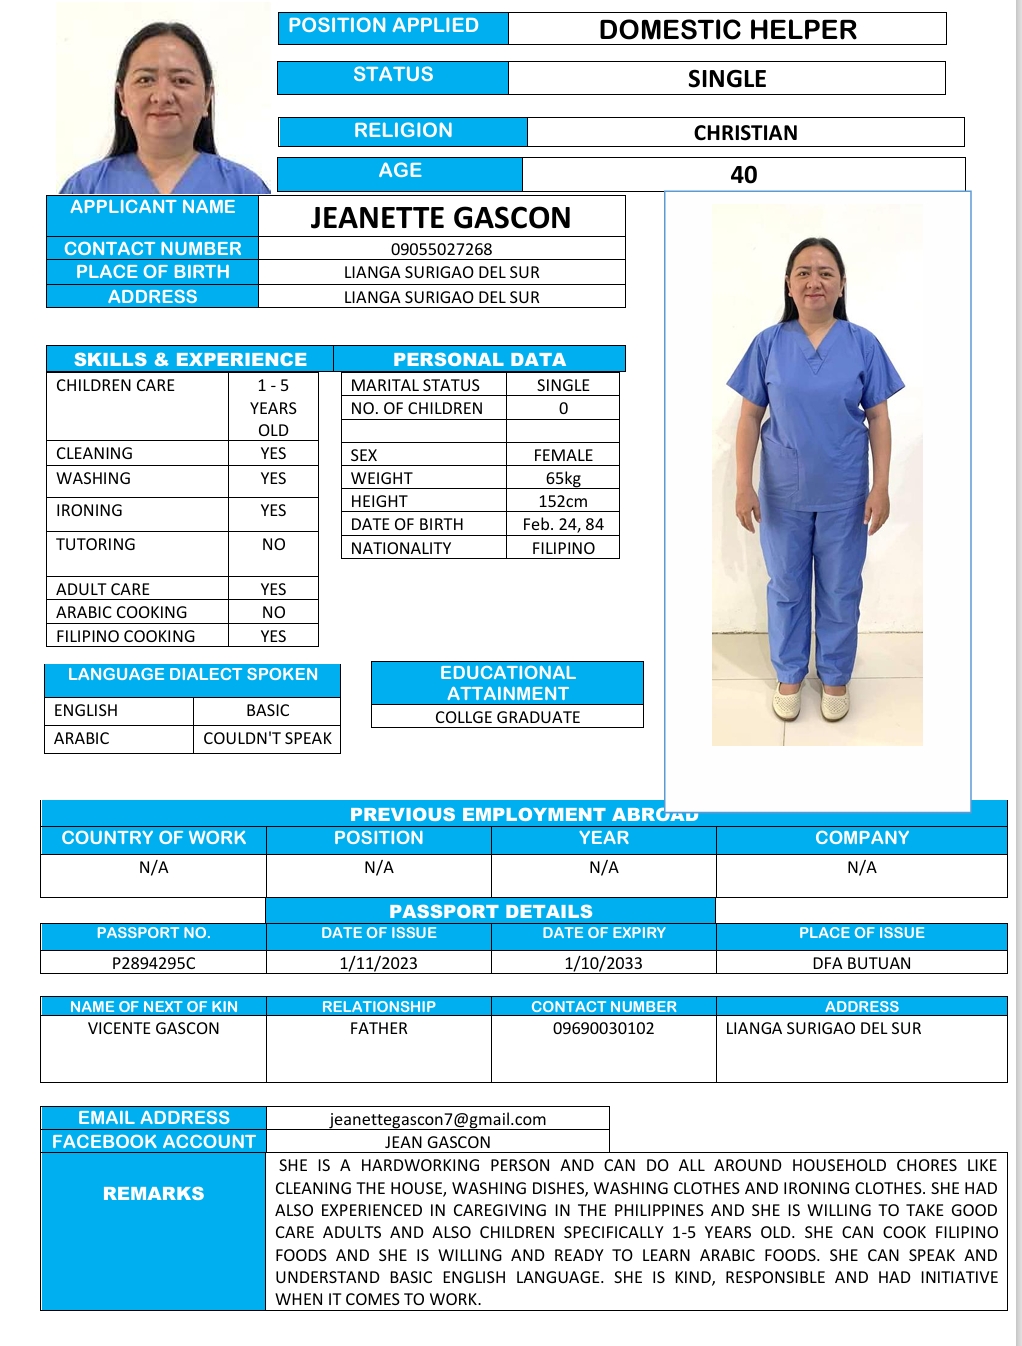 POSITION APPLIED DOMESTIC HELPER
STATUS SINGLE
RELIGION CHRISTIAN
AGE 40
APPLICANT NAME JEANETTE GASCON
CONTACT NUMBER 09055027268
PLACE OF BIRTH LIANGA SURIGAO DEL SUR
ADDRESS LIANGA SURIGAO DEL SUR
SKILLS & EXPERIENCE
CHILDREN CARE 1 - 5
YEARS
OLD
CLEANING YES
WASHING YES
IRONING YES
TUTORING NO
ADULT CARE YES
ARABIC COOKING NO
FILIPINO COOKING YES
PERSONAL DATA
MARITAL STATUS SINGLE
NO. OF CHILDREN 0
SEX FEMALE
WEIGHT 65kg
HEIGHT 152cm
DATE OF BIRTH Feb. 24, 84
NATIONALITY FILIPINO
LANGUAGE DIALECT SPOKEN
ENGLISH BASIC
ARABIC COULDN'T SPEAK
EDUCATIONAL
ATTAINMENT
COLLGE GRADUATE
PREVIOUS EMPLOYMENT ABROAD
COUNTRY OF WORK POSITION YEAR COMPANY
N/A N/A N/A N/A
PASSPORT DETAILS
PASSPORT NO. DATE OF ISSUE DATE OF EXPIRY PLACE OF ISSUE
P2894295C 1/11/2023 1/10/2033 DFA BUTUAN
NAME OF NEXT OF KIN RELATIONSHIP CONTACT NUMBER ADDRESS
VICENTE GASCON FATHER 09690030102 LIANGA SURIGAO DEL SUR
EMAIL ADDRESS jeanettegascon7@gmail.com
FACEBOOK ACCOUNT JEAN GASCON
REMARKS
SHE IS A HARDWORKING PERSON AND CAN DO ALL AROUND HOUSEHOLD CHORES LIKE
CLEANING THE HOUSE, WASHING DISHES, WASHING CLOTHES AND IRONING CLOTHES. SHE HAD
ALSO EXPERIENCED IN CAREGIVING IN THE PHILIPPINES AND SHE IS WILLING TO TAKE GOOD
CARE ADULTS AND ALSO CHILDREN SPECIFICALLY 1-5 YEARS OLD. SHE CAN COOK FILIPINO
FOODS AND SHE IS WILLING AND READY TO LEARN ARABIC FOODS. SHE CAN SPEAK AND
UNDERSTAND BASIC ENGLISH LANGUAGE. SHE IS KIND, RESPONSIBLE AND HAD INITIATIVE
WHEN IT COMES TO WORK.